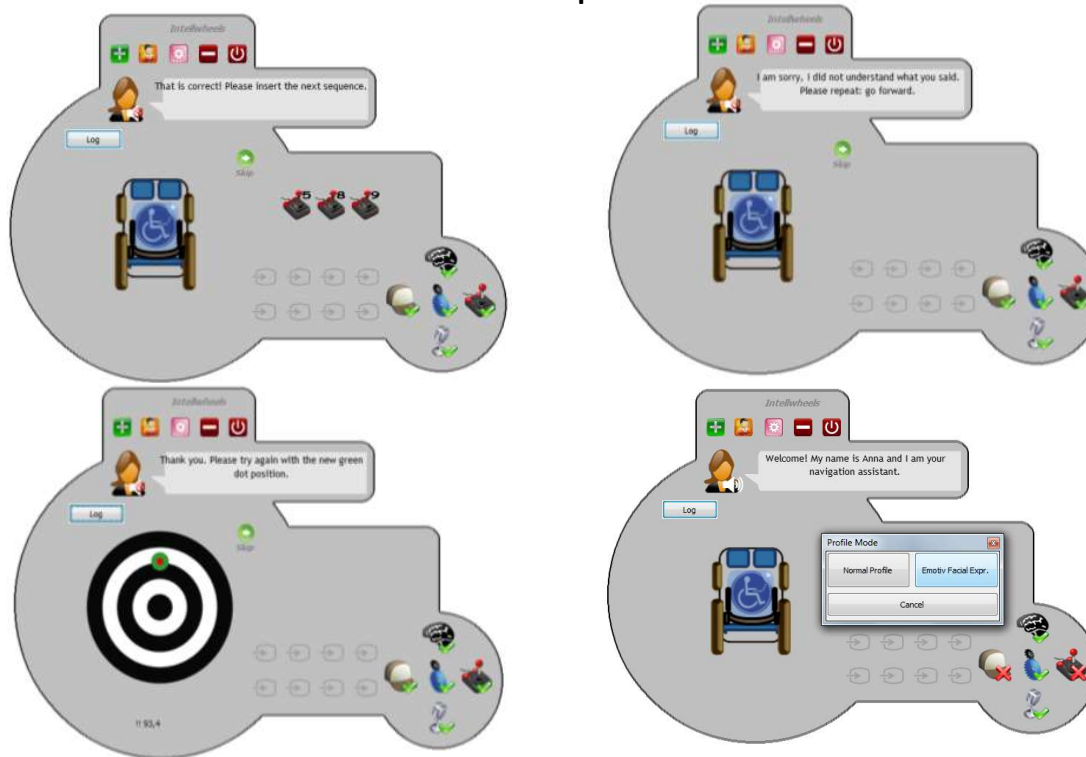 Intellwheels
That is correct! Please insert the next sequence.
Log
Skip
5 8 9
Intellwheels
I am sorry, I did not understand what you said.
Please repeat: go forward.
Log
Skip
Intellwheels
Thank you. Please try again with the new green
dot position.
Log
Skip
!! 93,4
Intellwheels
Welcome! My name is Anna and I am your
navigation assistant.
Log
Profile Mode
Normal Profile
Emotiv Facial Expr.
Cancel